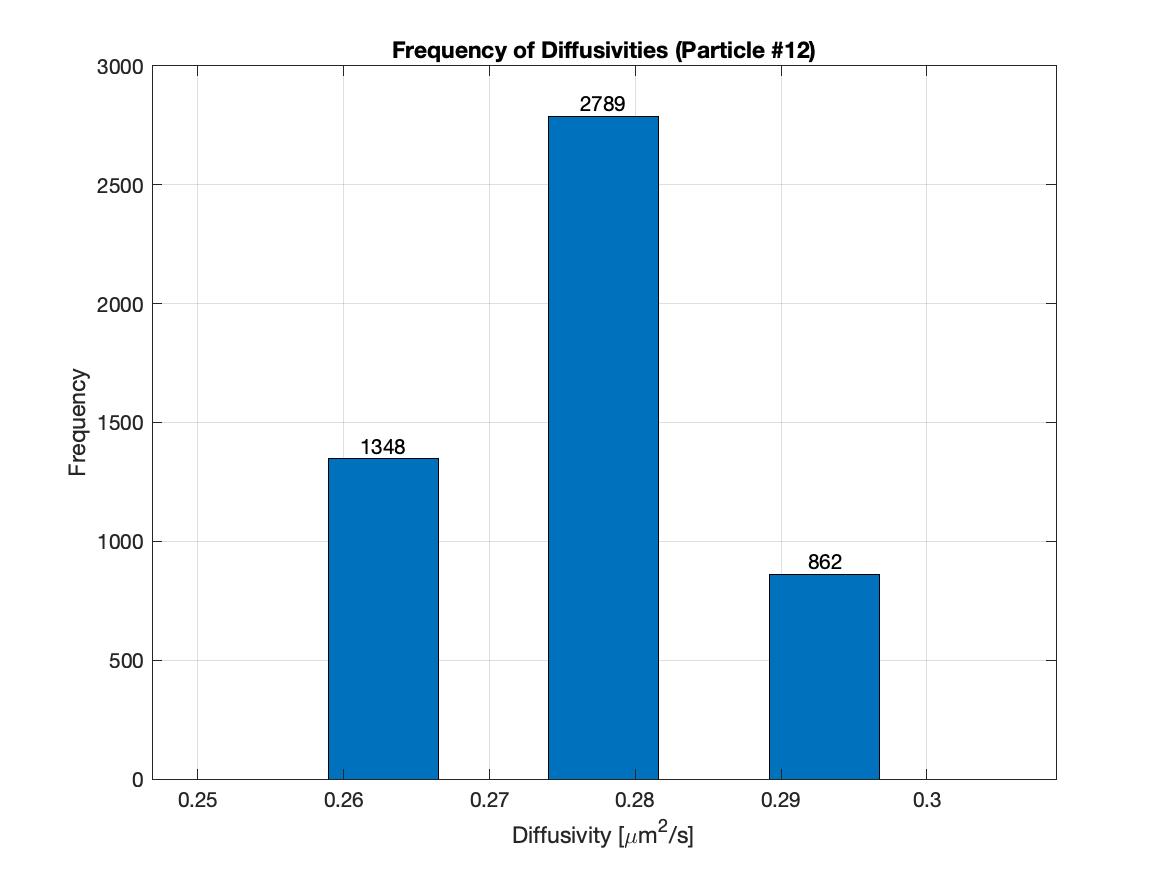 Frequency of Diffusivities (Particle #12)
3000
2789
2500
2000
1500
1348
1000
862
500
0
Frequency
0.25 0.26 0.27 0.28 0.29 0.3
Diffusivity [μm²/s]